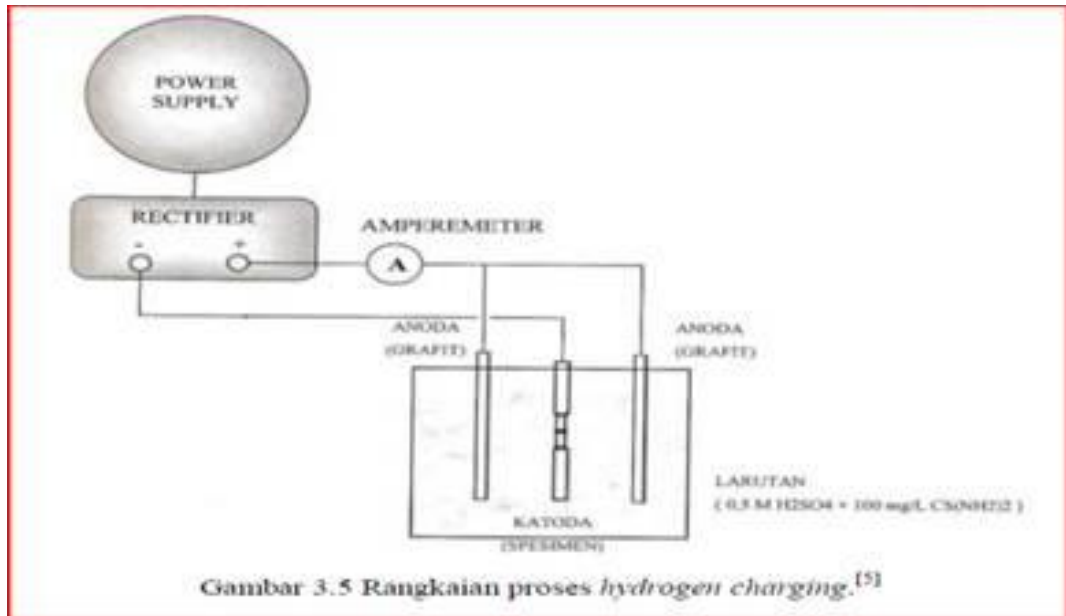 POWER
SUPPLY
RECTIFIER
- +
AMPEREMETER
A
ANODA
(GRAFIT)
ANODA
(GRAFIT)
LARUTAN
( 0,5 M H2SO4 + 100 mg/L CS(NH2)2 )
KATODA
(SPESIMEN)
Gambar 3.5 Rangkaian proses hydrogen charging.[5]